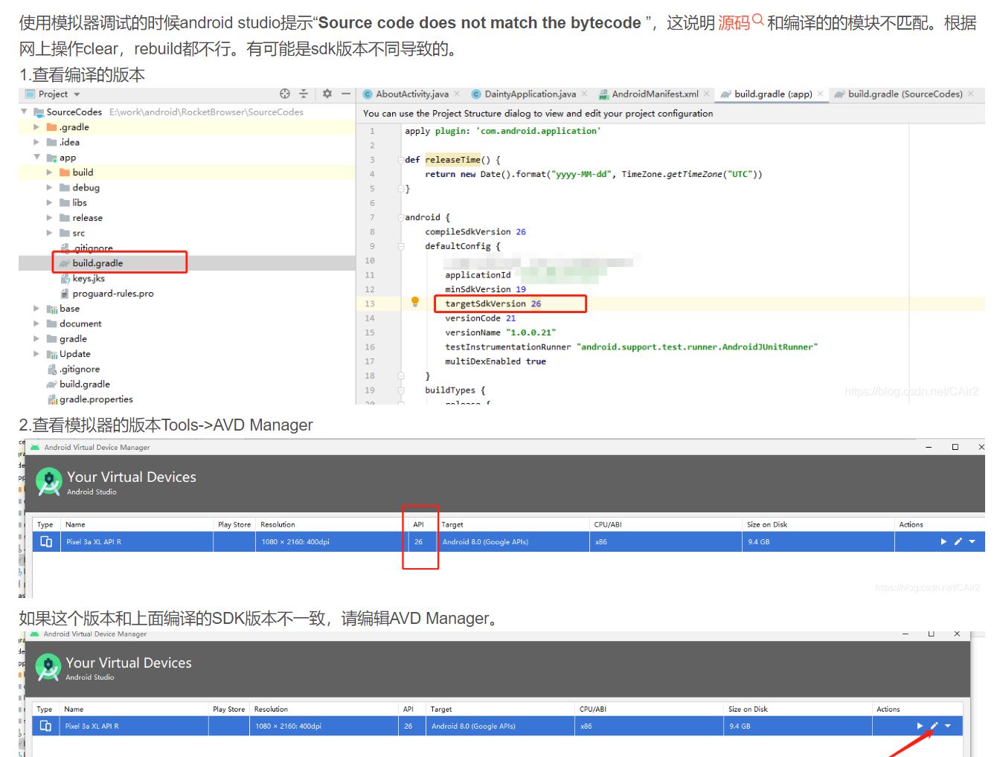 使用模拟器调试的时候android studio提示“Source code does not match the bytecode ”，这说明 源码 和编译的的模块不匹配。根据
网上操作clear，rebuild都不行。有可能是sdk版本不同导致的。
1.查看编译的版本
Project
AboutActivity.java
DaintyApplication.java
AndroidManifest.xml
build.gradle (:app)
build.gradle (SourceCodes)
SourceCodes E:\work\android\RocketBrowser\SourceCodes
.gradle
.idea
app
build
debug
libs
release
src
.gitignore
build.gradle
keys.jks
proguard-rules.pro
base
document
gradle
Update
.gitignore
build.gradle
gradle.properties
You can use the Project Structure dialog to view and edit your project configuration
1 apply plugin: 'com.android.application'
2
3 def releaseTime() {
4 return new Date().format("yyyy-MM-dd", TimeZone.getTimeZone("UTC"))
5 }
6
7 android {
8 compileSdkVersion 26
9 defaultConfig {
10
11 applicationId
12 minSdkVersion 19
13 targetSdkVersion 26
14 versionCode 21
15 versionName "1.0.0.21"
16 testInstrumentationRunner "android.support.test.runner.AndroidJUnitRunner"
17 multiDexEnabled true
18 }
19 buildTypes {
20 release {
https://blog.csdn.net/CAir2
2.查看模拟器的版本Tools->AVD Manager
Android Virtual Device Manager
Your Virtual Devices
Android Studio
Type Name Play Store Resolution API Target CPU/ABI Size on Disk Actions
Pixel 3a XL API R 1080 × 2160: 400dpi 26 Android 8.0 (Google APIs) x86 9.4 GB
https://blog.csdn.net/CAir2
如果这个版本和上面编译的SDK版本不一致，请编辑AVD Manager。
Android Virtual Device Manager
Your Virtual Devices
Android Studio
Type Name Play Store Resolution API Target CPU/ABI Size on Disk Actions
Pixel 3a XL API R 1080 × 2160: 400dpi 26 Android 8.0 (Google APIs) x86 9.4 GB